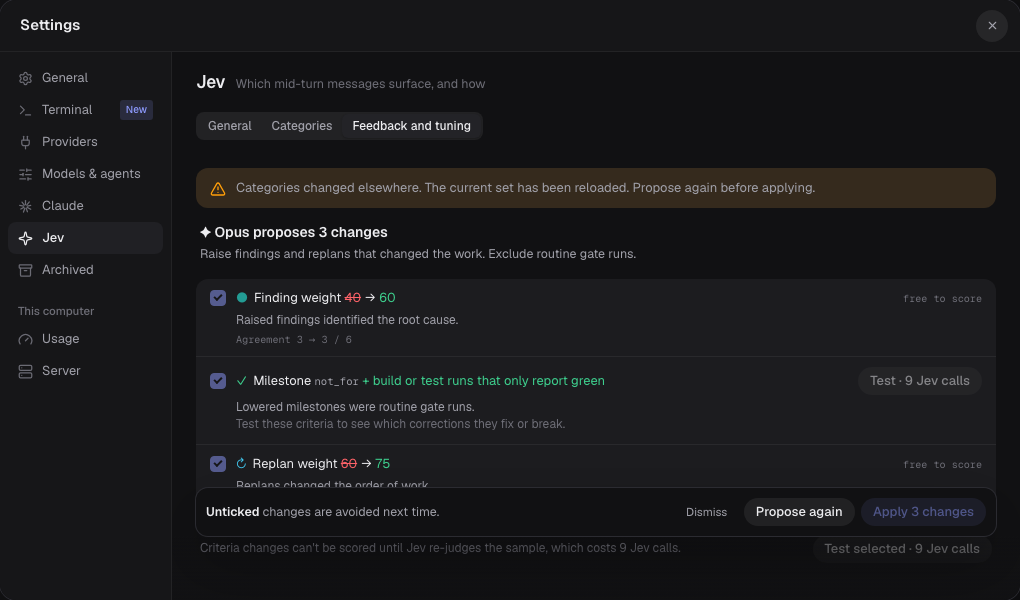 Settings
General
Terminal New
Providers
Models & agents
Claude
Jev
Archived
This computer
Usage
Server
Jev Which mid-turn messages surface, and how
General Categories Feedback and tuning
Categories changed elsewhere. The current set has been reloaded. Propose again before applying.
Opus proposes 3 changes
Raise findings and replans that changed the work. Exclude routine gate runs.
Finding weight 40 → 60 free to score
Raised findings identified the root cause.
Agreement 3 → 3 / 6
Milestone not_for + build or test runs that only report green Test · 9 Jev calls
Lowered milestones were routine gate runs.
Test these criteria to see which corrections they fix or break.
Replan weight 60 → 75 free to score
Replans changed the order of work.
Unticked changes are avoided next time. Dismiss Propose again Apply 3 changes
Criteria changes can't be scored until Jev re-judges the sample, which costs 9 Jev calls. Test selected · 9 Jev calls